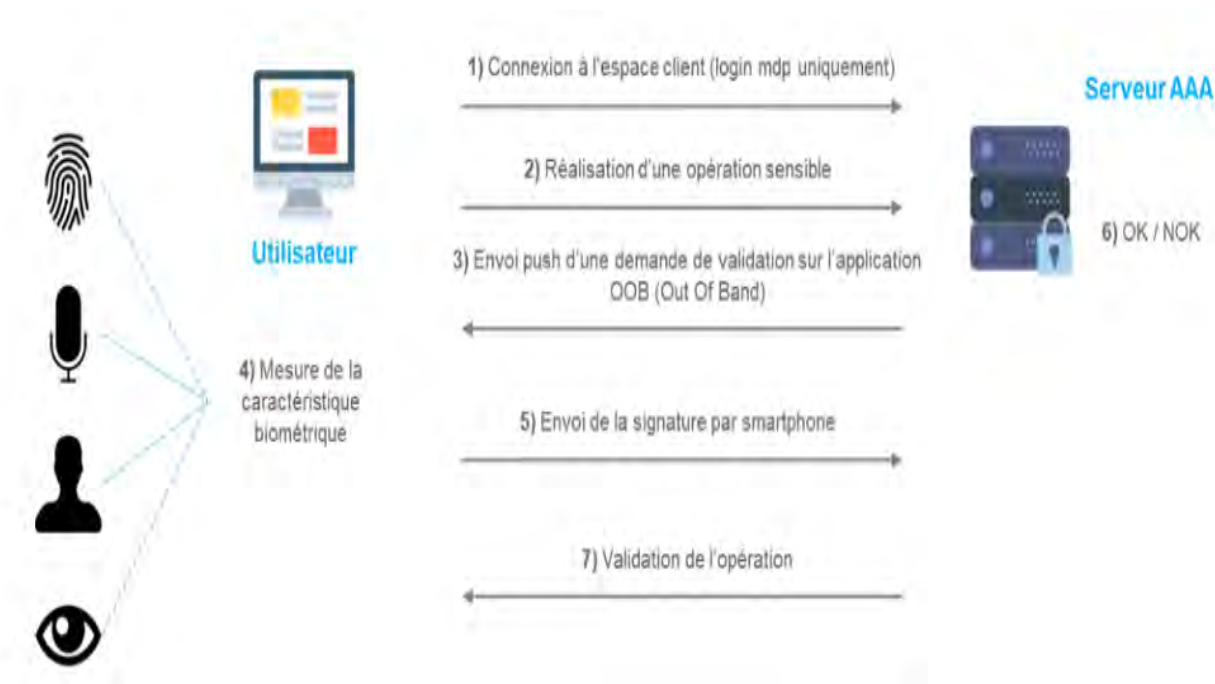 1) Connexion à l'espace client (login mdp uniquement)
Serveur AAA
2) Réalisation d'une opération sensible
Utilisateur
3) Envoi push d'une demande de validation sur l'application
OOB (Out Of Band)
6) OK / NOK
4) Mesure de la
caractéristique
biométrique
5) Envoi de la signature par smartphone
7) Validation de l'opération